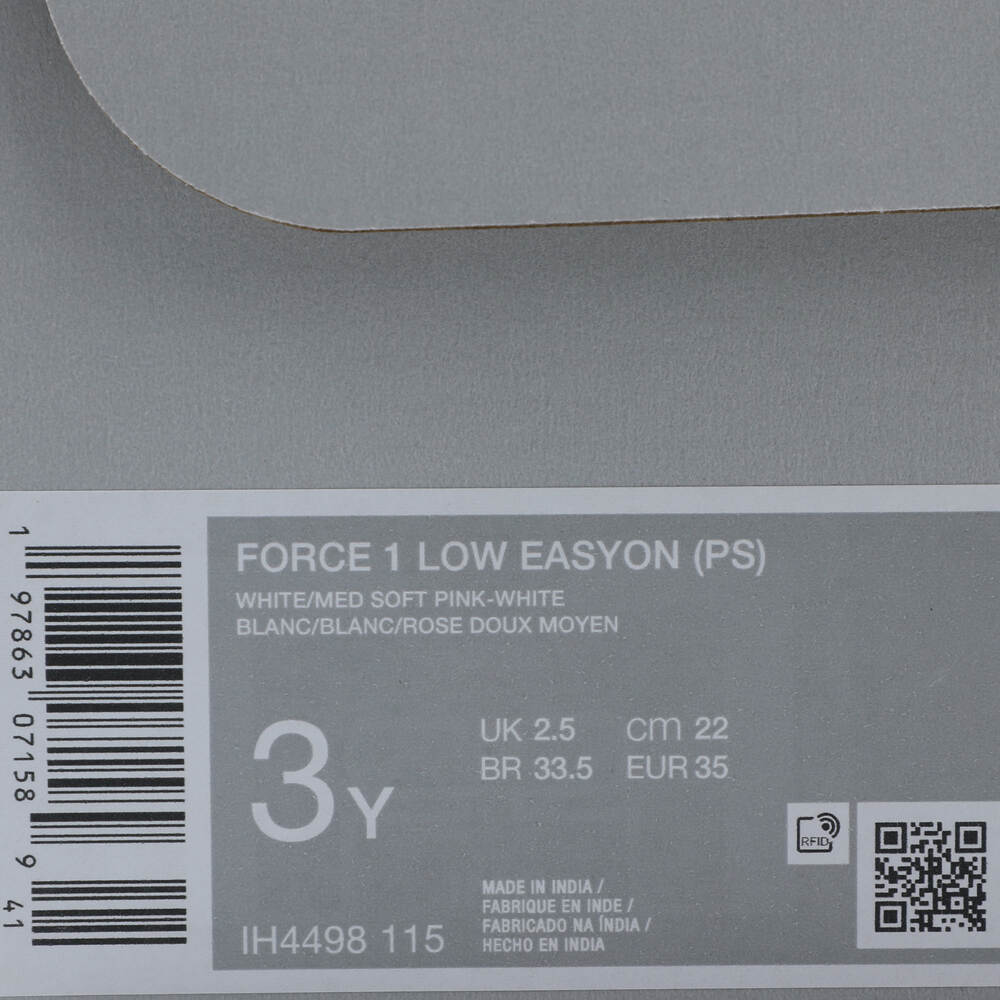 FORCE 1 LOW EASYON (PS)
WHITE/MED SOFT PINK-WHITE
BLANC/BLANC/ROSE DOUX MOYEN
3Y
UK 2.5 cm 22
BR 33.5 EUR 35
RFID
MADE IN INDIA /
FABRIQUE EN INDE /
FABRICADO NA ÍNDIA /
HECHO EN INDIA
IH4498 115
1 97863 07158 9 41